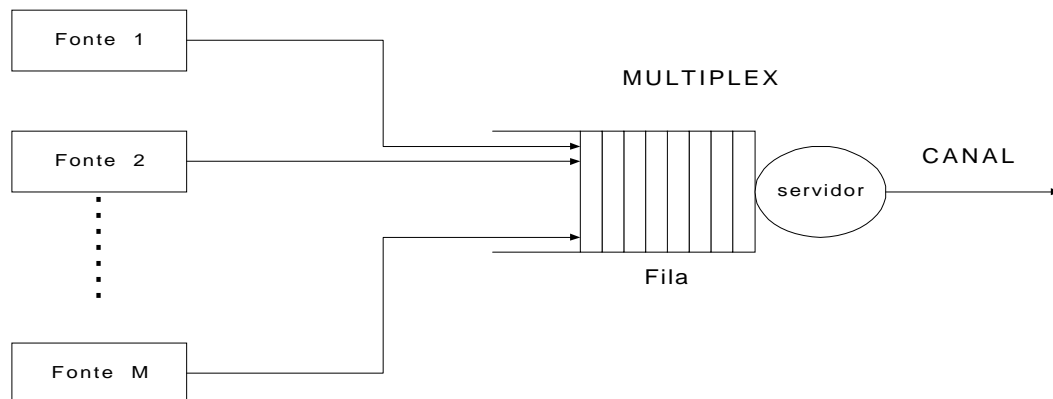 Fonte 1
MULTIPLEX
Fonte 2
CANAL
servidor
Fila
Fonte M